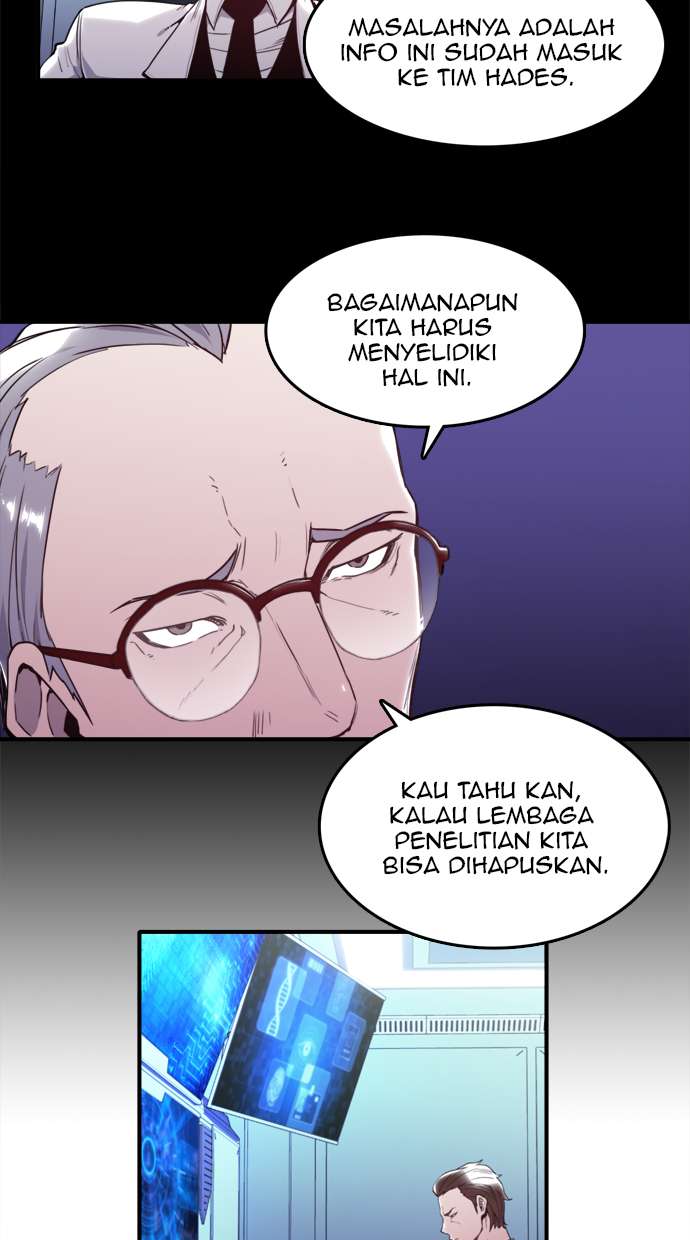 MASALAHNYA ADALAH
INFO INI SUDAH MASUK
KE TIM HADES.
BAGAIMANAPUN
KITA HARUS
MENYELIDIKI
HAL INI.
KAU TAHU KAN,
KALAU LEMBAGA
PENELITIAN KITA
BISA DIHAPUSKAN.